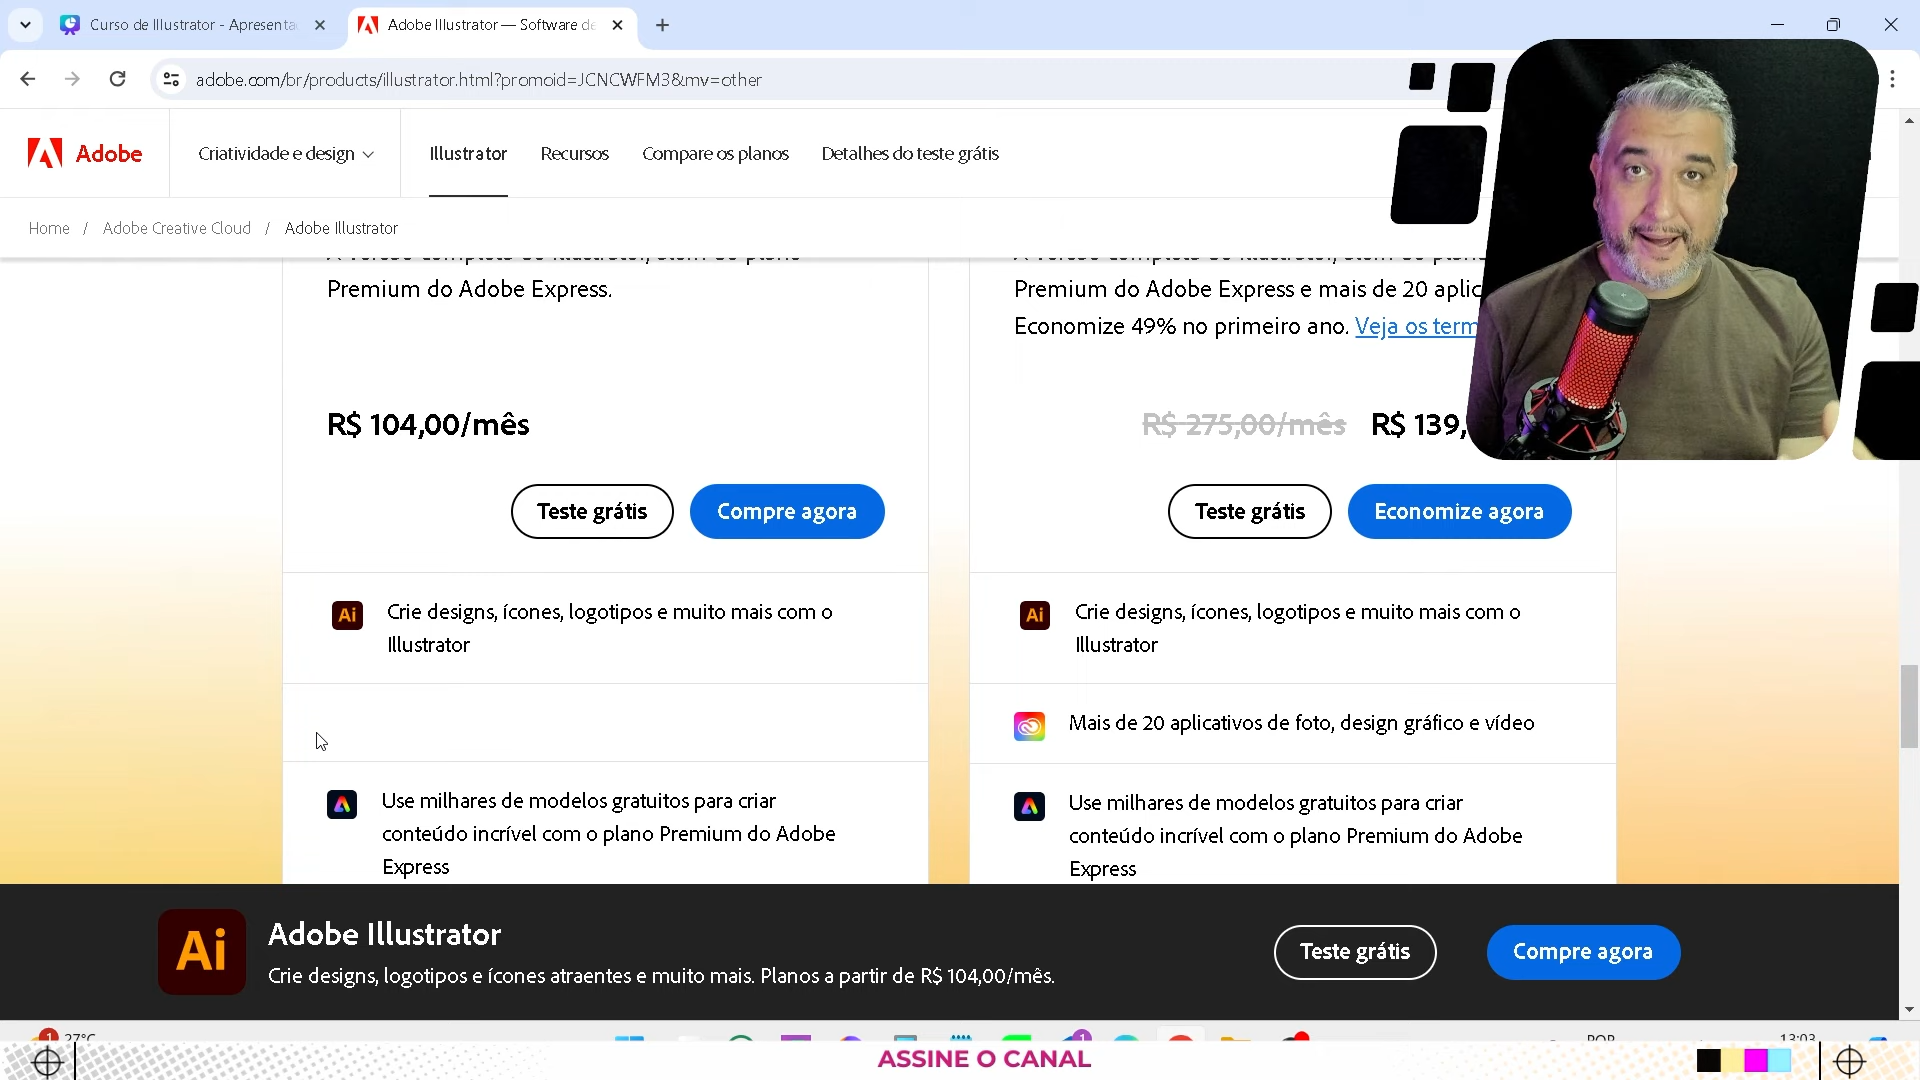 Curso de Illustrator - Apresenta
Adobe Illustrator — Software de
adobe.com/br/products/illustrator.html?promoid=JCNCWFM3&mv=other
Adobe
Criatividade e design
Illustrator
Recursos
Compare os planos
Detalhes do teste grátis
Home / Adobe Creative Cloud / Adobe Illustrator
Premium do Adobe Express.
R$ 104,00/mês
Teste grátis
Compre agora
Ai
Crie designs, ícones, logotipos e muito mais com o
Illustrator
Use milhares de modelos gratuitos para criar
conteúdo incrível com o plano Premium do Adobe
Express
Premium do Adobe Express e mais de 20 aplic
Economize 49% no primeiro ano. Veja os term
R$ 275,00/mês R$ 139,
Teste grátis
Economize agora
Ai
Crie designs, ícones, logotipos e muito mais com o
Illustrator
Mais de 20 aplicativos de foto, design gráfico e vídeo
Use milhares de modelos gratuitos para criar
conteúdo incrível com o plano Premium do Adobe
Express
Ai
Adobe Illustrator
Crie designs, logotipos e ícones atraentes e muito mais. Planos a partir de R$ 104,00/mês.
Teste grátis
Compre agora
1
27°C
1
POR
13:03
ASSINE O CANAL